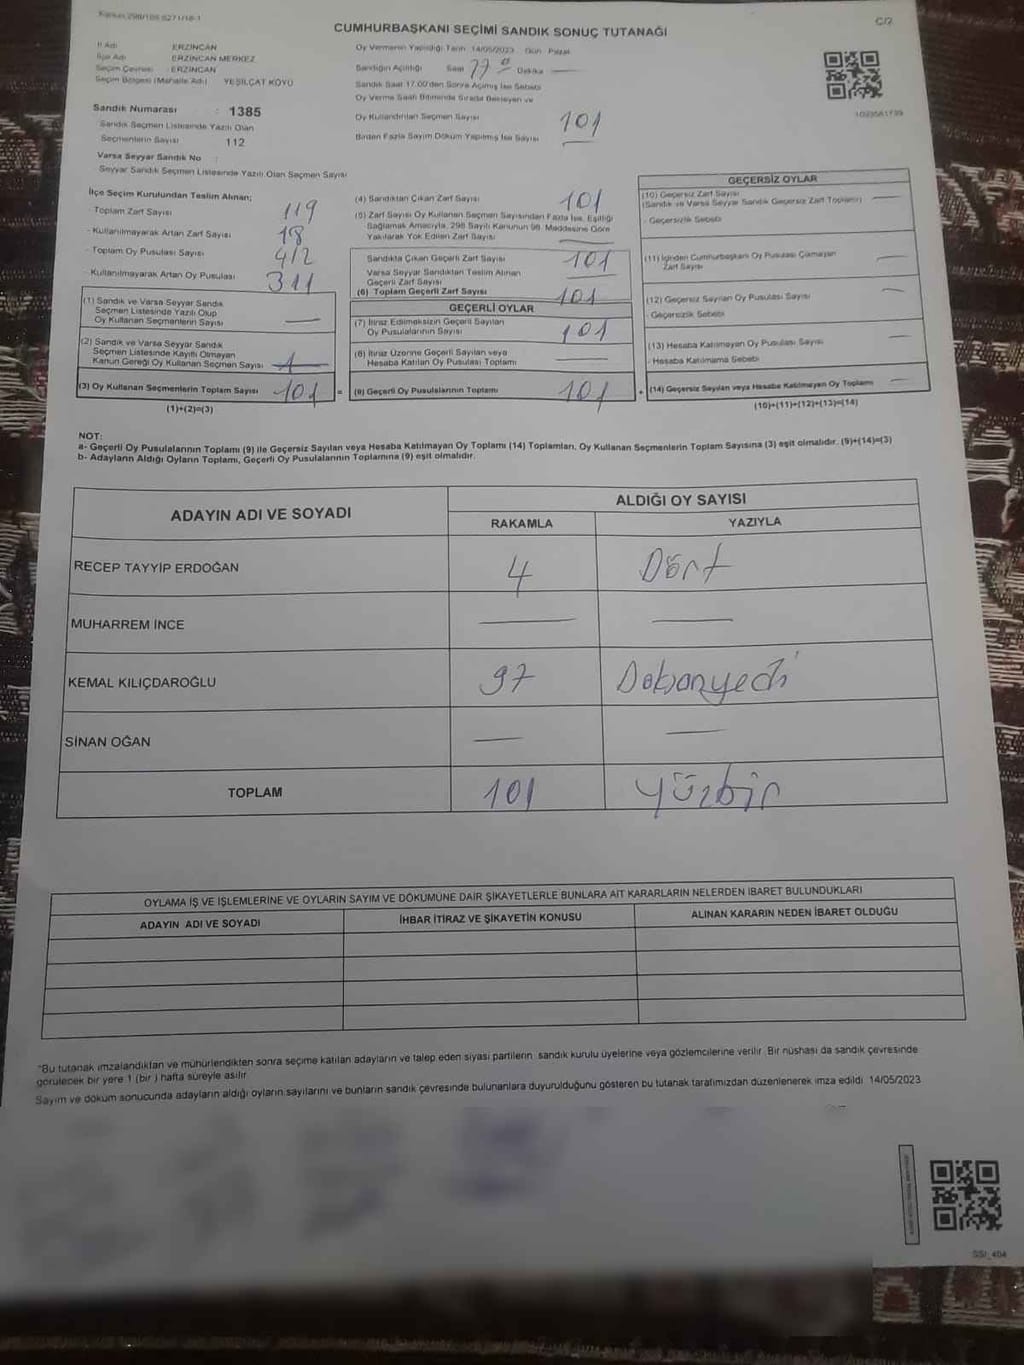 C/2
CUMHURBAŞKANI SEÇİMİ SANDIK SONUÇ TUTANAĞI
İl Adı ERZİNCAN
İlçe Adı ERZİNCAN MERKEZ
Seçim Çevresi ERZİNCAN
Seçim Bölgesi (Mahalle Adı) YEŞİLÇAT KÖYÜ
Sandık Numarası : 1385
Sandık Seçmen Listesinde Yazılı Olan
Seçmenlerin Sayısı 112
Varsa Seyyar Sandık No :
Seyyar Sandık Seçmen Listesinde Yazılı Olan Seçmen Sayısı
Oy Vermenin Yapıldığı Tarih 14/05/2023 Gün Pazar
Sandığın Açıldığı Saat Dakika
Sandık Saat 17.00'den Sonra Açılmış İse Sebebi
Oy Verme Saati Bitiminde Sırada Bekleyen ve
Oy Kullandırılan Seçmen Sayısı 101
Birden Fazla Sayım Döküm Yapılmış İse Sayısı
İlçe Seçim Kurulundan Teslim Alınan;
- Toplam Zarf Sayısı 119
- Kullanılmayarak Artan Zarf Sayısı 18
- Toplam Oy Pusulası Sayısı 412
- Kullanılmayarak Artan Oy Pusulası 311
(1) Sandık ve Varsa Seyyar Sandık
Seçmen Listesinde Yazılı Olup
Oy Kullanan Seçmenlerin Sayısı
(2) Sandık ve Varsa Seyyar Sandık
Seçmen Listesinde Kayıtlı Olmayan
Kanun Gereği Oy Kullanan Seçmen Sayısı
(3) Oy Kullanan Seçmenlerin Toplam Sayısı 101 =
(1)+(2)=(3)
(4) Sandıktan Çıkan Zarf Sayısı 101
(5) Zarf Sayısı Oy Kullanan Seçmen Sayısından Fazla İse, Eşitliği
Sağlamak Amacıyla, 298 Sayılı Kanunun 98. Maddesine Göre
Yakılarak Yok Edilen Zarf Sayısı
Sandıkta Çıkan Geçerli Zarf Sayısı 101
Varsa Seyyar Sandıktan Teslim Alınan
Geçerli Zarf Sayısı
(6) Toplam Geçerli Zarf Sayısı 101
GEÇERLİ OYLAR
(7) İtiraz Edilmeksizin Geçerli Sayılan
Oy Pusulalarının Sayısı 101
(8) İtiraz Üzerine Geçerli Sayılan veya
Hesaba Katılan Oy Pusulası Toplamı
(9) Geçerli Oy Pusulalarının Toplamı 101 +
GEÇERSİZ OYLAR
(10) Geçersiz Zarf Sayısı
(Sandık ve Varsa Seyyar Sandık Geçersiz Zarf Toplamı)
- Geçersizlik Sebebi
(11) İçinden Cumhurbaşkanı Oy Pusulası Çıkmayan
Zarf Sayısı
(12) Geçersiz Sayılan Oy Pusulası Sayısı
- Geçersizlik Sebebi
(13) Hesaba Katılmayan Oy Pusulası Sayısı
- Hesaba Katılmama Sebebi
(14) Geçersiz Sayılan veya Hesaba Katılmayan Oy Toplamı
(10)+(11)+(12)+(13)=(14)
NOT:
a- Geçerli Oy Pusulalarının Toplamı (9) ile Geçersiz Sayılan veya Hesaba Katılmayan Oy Toplamı (14) Toplamları, Oy Kullanan Seçmenlerin Toplam Sayısına (3) eşit olmalıdır. (9)+(14)=(3)
b- Adayların Aldığı Oyların Toplamı, Geçerli Oy Pusulalarının Toplamına (9) eşit olmalıdır.
ADAYIN ADI VE SOYADI
ALDIĞI OY SAYISI
RAKAMLA YAZIYLA
RECEP TAYYİP ERDOĞAN 4 Dört
MUHARREM İNCE
KEMAL KILIÇDAROĞLU 97 Doksanyedi
SİNAN OĞAN
TOPLAM 101 yüzbir
OYLAMA İŞ VE İŞLEMLERİNE VE OYLARIN SAYIM VE DÖKÜMÜNE DAİR ŞİKAYETLERLE BUNLARA AİT KARARLARIN NELERDEN İBARET BULUNDUKLARI
ADAYIN ADI VE SOYADI İHBAR İTİRAZ VE ŞİKAYETİN KONUSU ALINAN KARARIN NEDEN İBARET OLDUĞU
"Bu tutanak imzalandıktan ve mühürlendikten sonra seçime katılan adayların ve talep eden siyasi partilerin sandık kurulu üyelerine veya gözlemcilerine verilir. Bir nüshası da sandık çevresinde
görülecek bir yere 1 (bir) hafta süreyle asılır.
Sayım ve döküm sonucunda adayların aldığı oyların sayılarını ve bunların sandık çevresinde bulunanlara duyurulduğunu gösteren bu tutanak tarafımızdan düzenlenerek imza edildi 14/05/2023
SSI_404